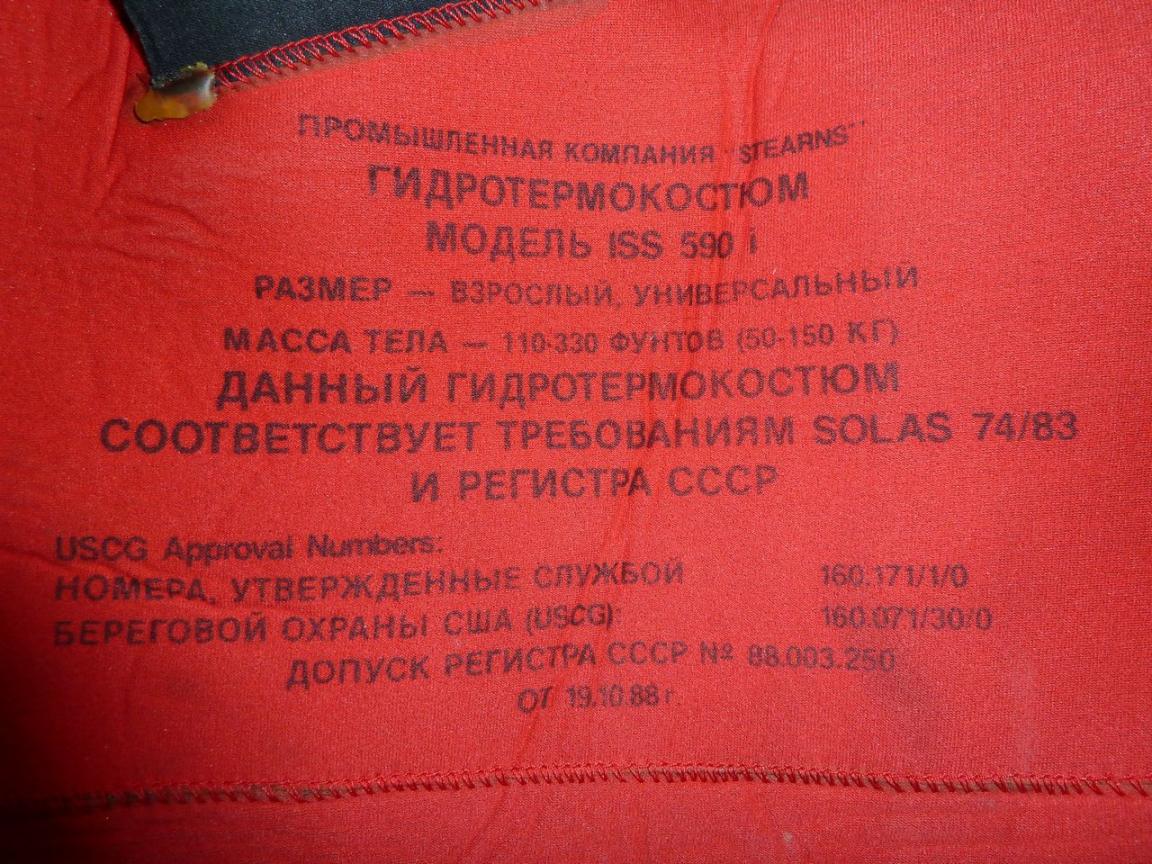 ПРОМЫШЛЕННАЯ КОМПАНИЯ "STEARNS"
ГИДРОТЕРМОКОСТЮМ
МОДЕЛЬ ISS 590 i
РАЗМЕР — ВЗРОСЛЫЙ, УНИВЕРСАЛЬНЫЙ
МАССА ТЕЛА — 110-330 ФУНТОВ (50-150 КГ)
ДАННЫЙ ГИДРОТЕРМОКОСТЮМ
СООТВЕТСТВУЕТ ТРЕБОВАНИЯМ SOLAS 74/83
И РЕГИСТРА СССР
USCG Approval Numbers:
НОМЕРА, УТВЕРЖДЕННЫЕ СЛУЖБОЙ 160.171/1/0
БЕРЕГОВОЙ ОХРАНЫ США (USCG): 160.071/30/0
ДОПУСК РЕГИСТРА СССР № 88.003.250
ОТ 19.10.88 г.